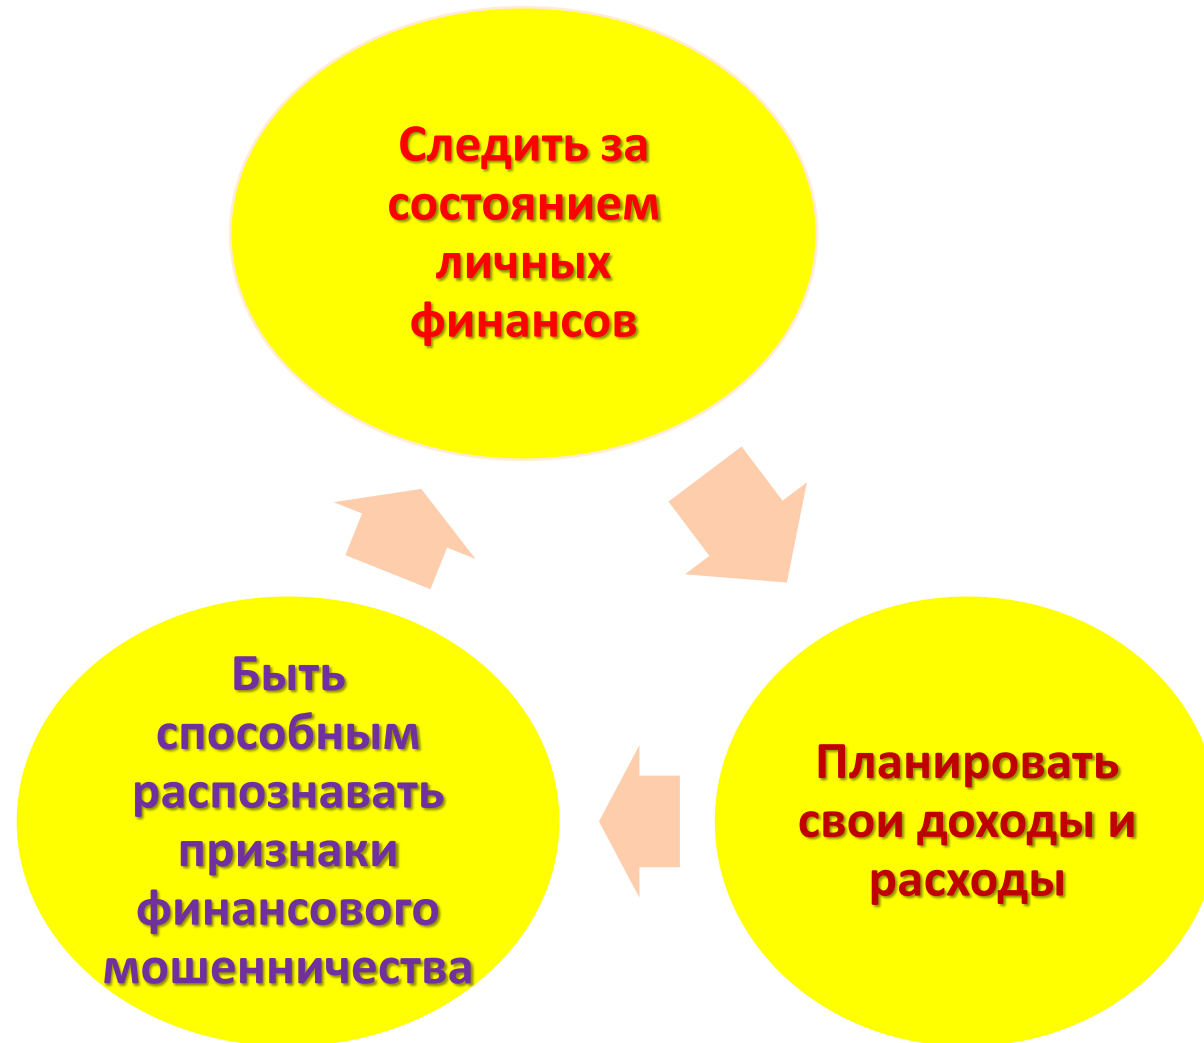 Следить за
состоянием
личных
финансов
Планировать
свои доходы и
расходы
Быть
способным
распознавать
признаки
финансового
мошенничества